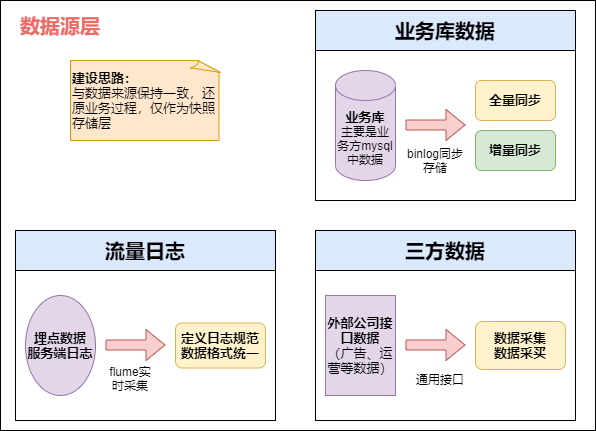 数据源层
建设思路：
与数据来源保持一致，还
原业务过程，仅作为快照
存储层
业务库数据
业务库
主要是业
务方mysql
中数据
binlog同步
存储
全量同步
增量同步
流量日志
埋点数据
服务端日志
flume实
时采集
定义日志规范
数据格式统一
三方数据
外部公司接
口数据
（广告、运
营等数据）
通用接口
数据采集
数据采买